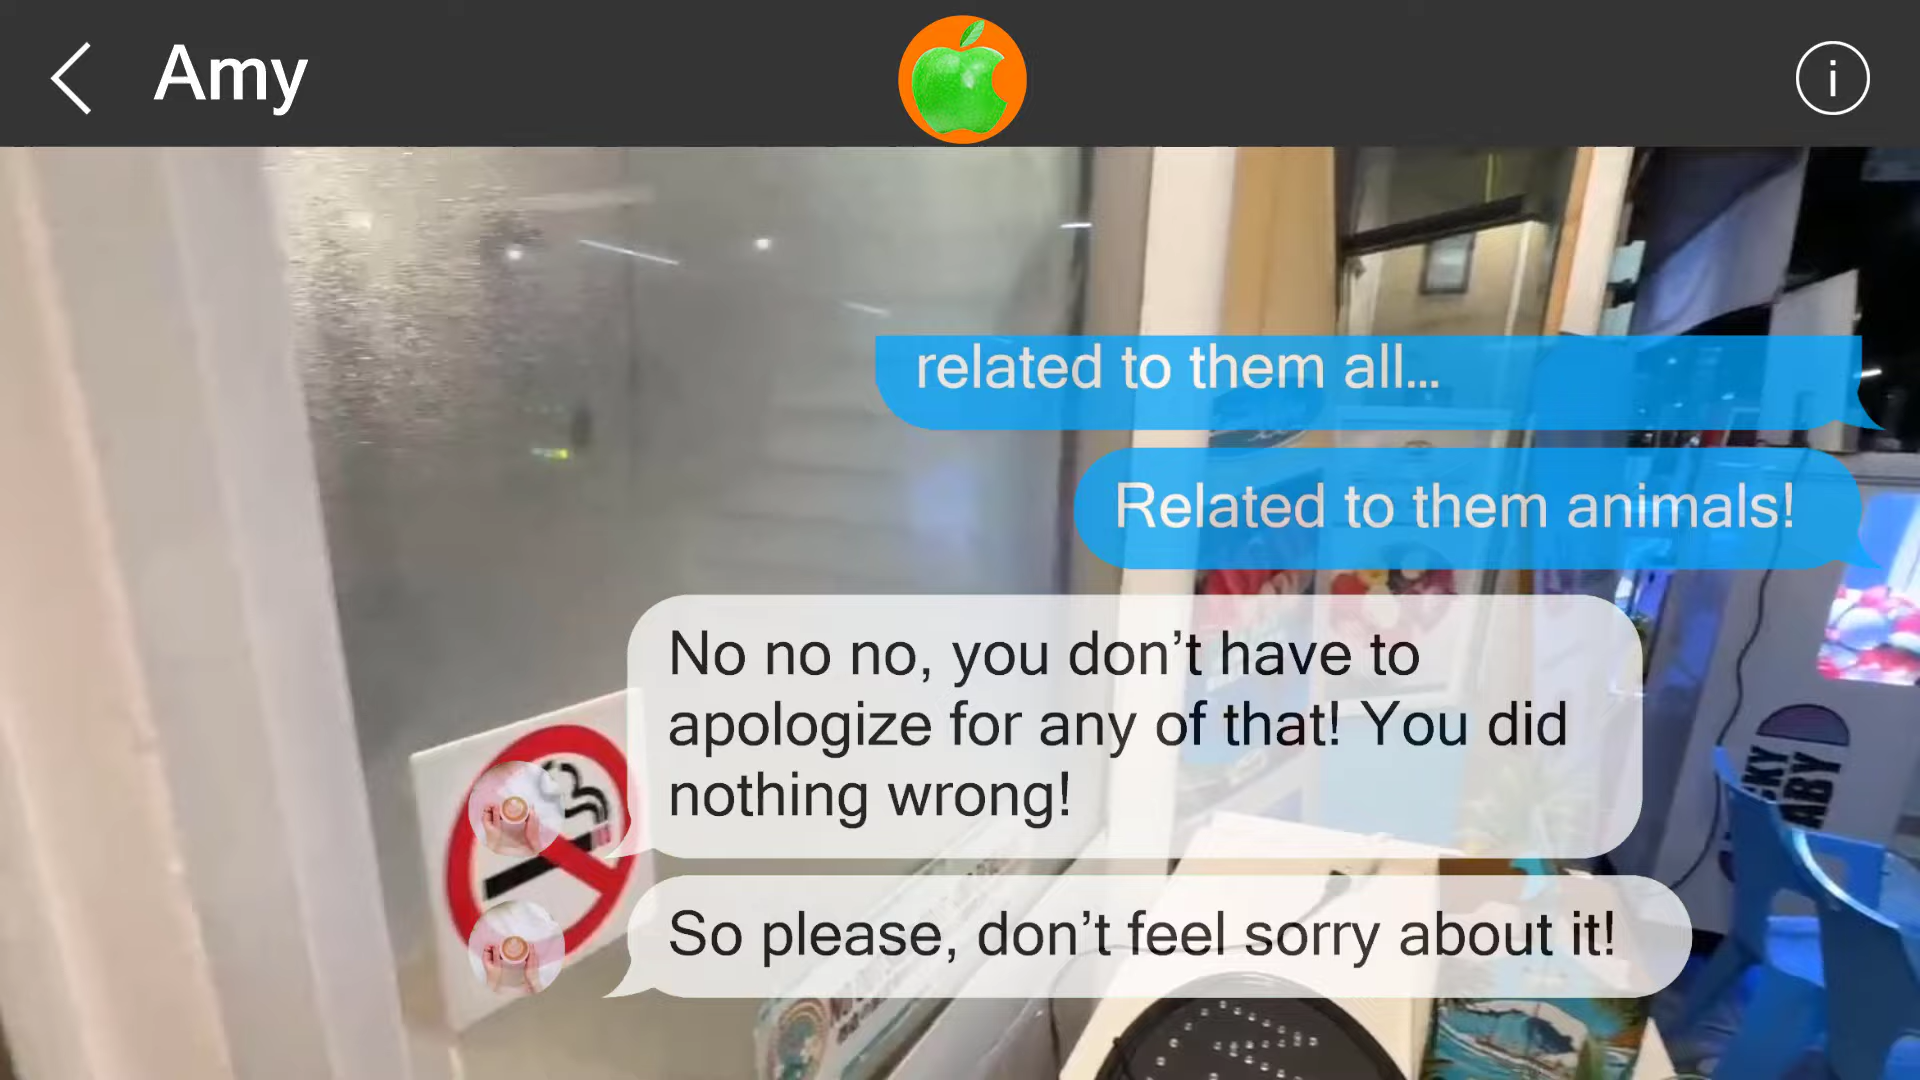 Amy
i
related to them all...
Related to them animals!
No no no, you don’t have to
apologize for any of that! You did
nothing wrong!
So please, don’t feel sorry about it!